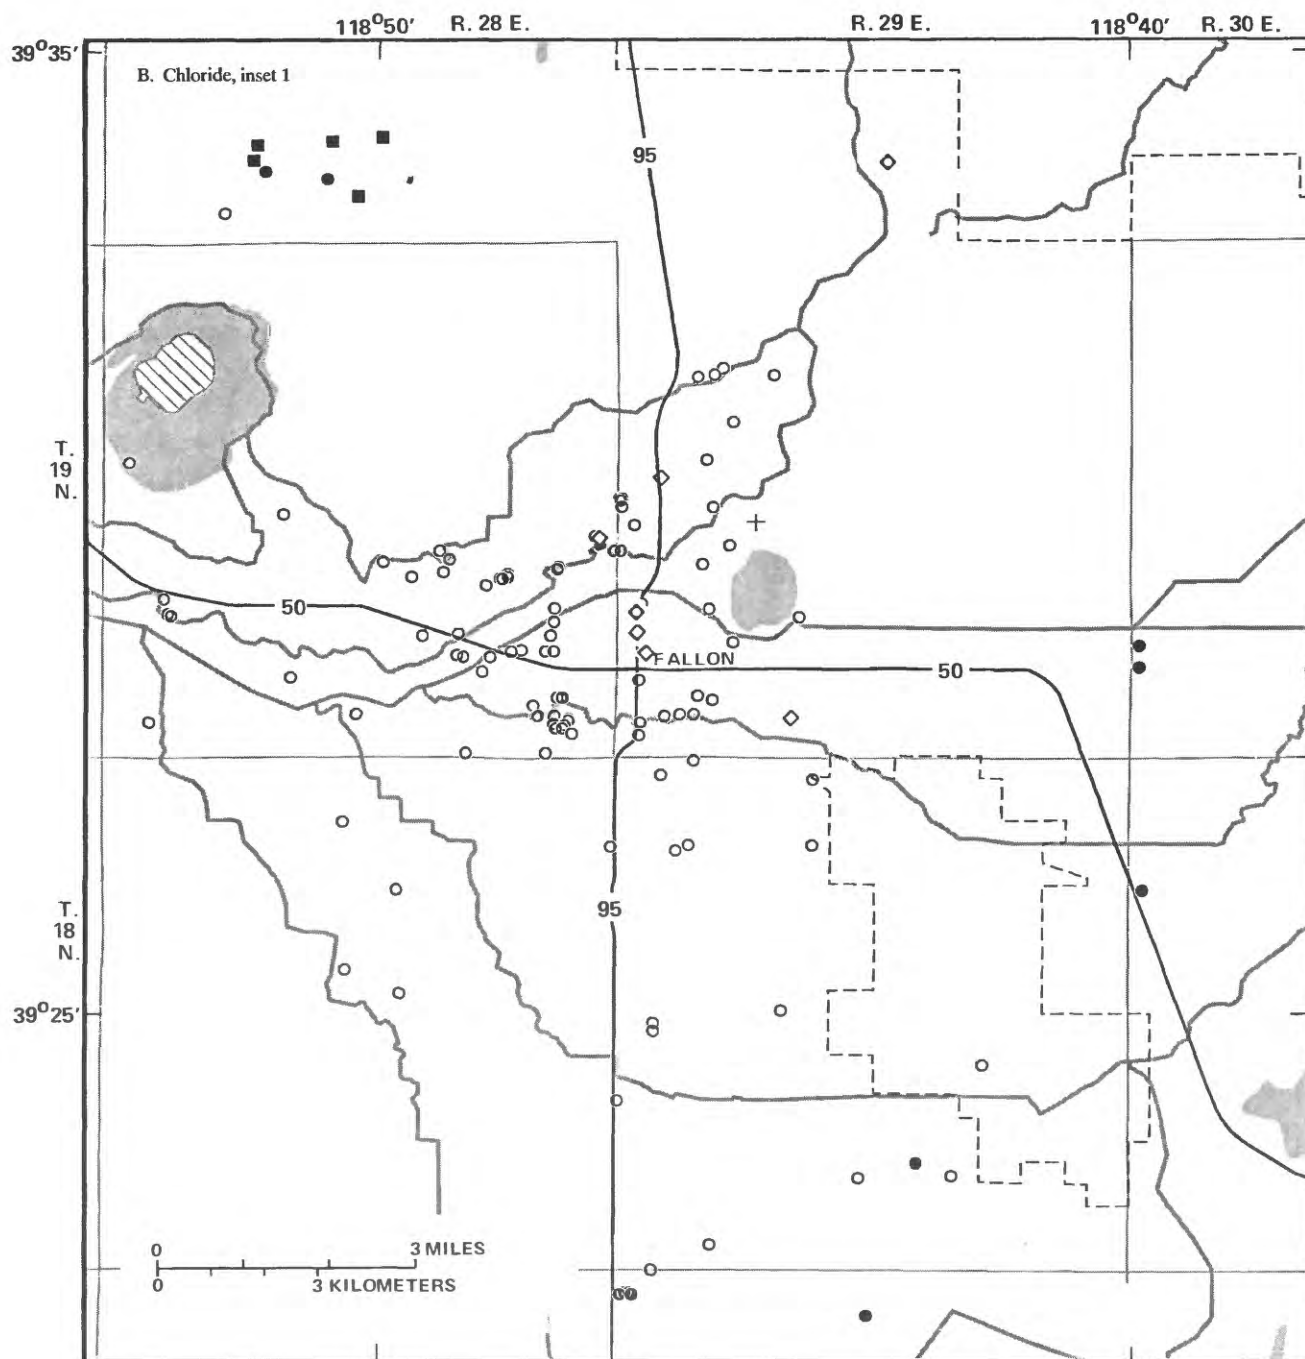 118°50′ R. 28 E. R. 29 E. 118°40′ R. 30 E.
39°35′
B. Chloride, inset 1
95
T.
19
N.
50
FALLON
50
T.
18
N.
95
39°25′
0 3 MILES
0 3 KILOMETERS